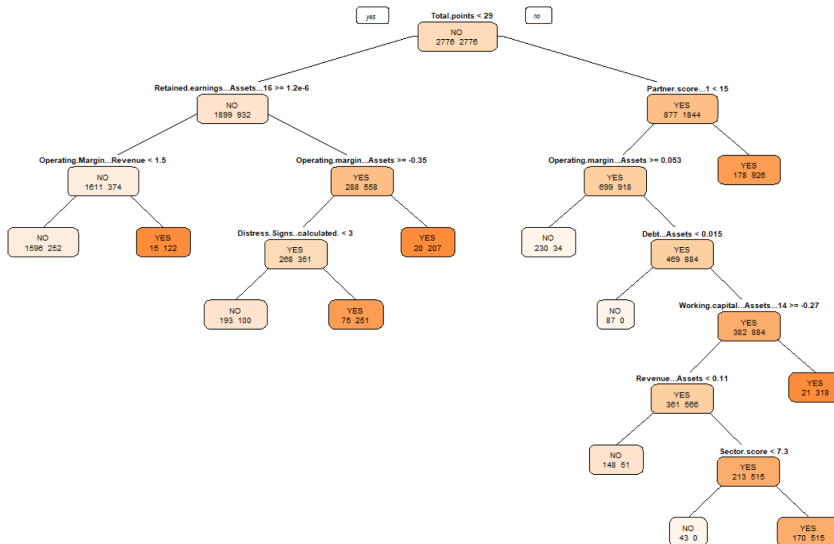 yes
no
Total.points < 29
NO
2776 2776
Retained.earnings...Assets...16 >= 1.2e-6
Partner.score...1 < 15
NO
1899 932
YES
877 1844
Operating.Margin...Revenue < 1.5
Operating.margin...Assets >= -0.35
Operating.margin...Assets >= 0.053
NO
1611 374
YES
288 558
YES
699 918
YES
178 926
Distress.Signs..calculated. < 3
Debt...Assets < 0.015
NO
1596 252
YES
15 122
YES
268 351
YES
20 207
NO
230 34
YES
469 884
Working.capital...Assets...14 >= -0.27
NO
193 100
YES
75 251
NO
87 0
YES
382 884
Revenue...Assets < 0.11
YES
361 566
YES
21 318
Sector.score < 7.3
NO
148 51
YES
213 515
NO
43 0
YES
170 515